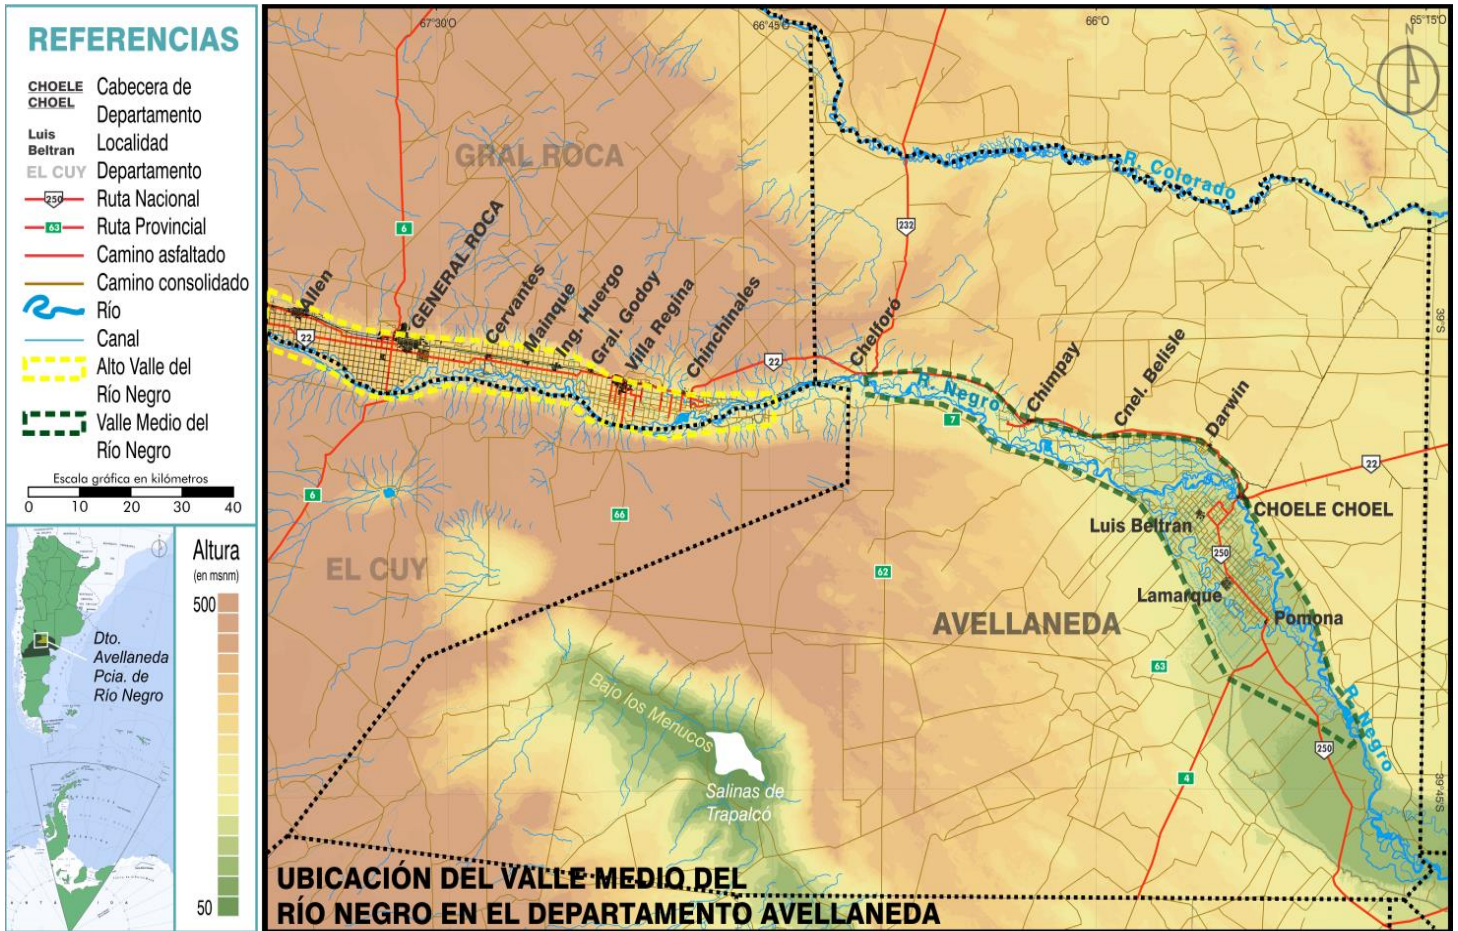 REFERENCIAS
CHOELE
CHOEL
Cabecera de
Departamento
Luis
Beltran
Localidad
EL CUY
Departamento
250
Ruta Nacional
63
Ruta Provincial
Camino asfaltado
Camino consolidado
Río
Canal
Alto Valle del
Río Negro
Valle Medio del
Río Negro
Escala gráfica en kilómetros
0 10 20 30 40
Dto.
Avellaneda
Pcia. de
Río Negro
Altura
(en msnm)
500
50
67°30'O
66°45'O
66°O
65°15'O
N
GRAL ROCA
R. Colorado
6
232
39°S
Allen
GENERAL ROCA
Cervantes
Mainque
Ing. Huergo
Gral. Godoy
Villa Regina
Chinchinales
Chelforó
22
22
R. Negro
7
Chimpay
Cnel. Belisle
Darwin
22
6
66
CHOELE CHOEL
Luis Beltran
250
EL CUY
62
Lamarque
Pomona
AVELLANEDA
63
Bajo los Menucos
R. Negro
250
4
39°45'S
Salinas de
Trapalcó
UBICACIÓN DEL VALLE MEDIO DEL
RÍO NEGRO EN EL DEPARTAMENTO AVELLANEDA